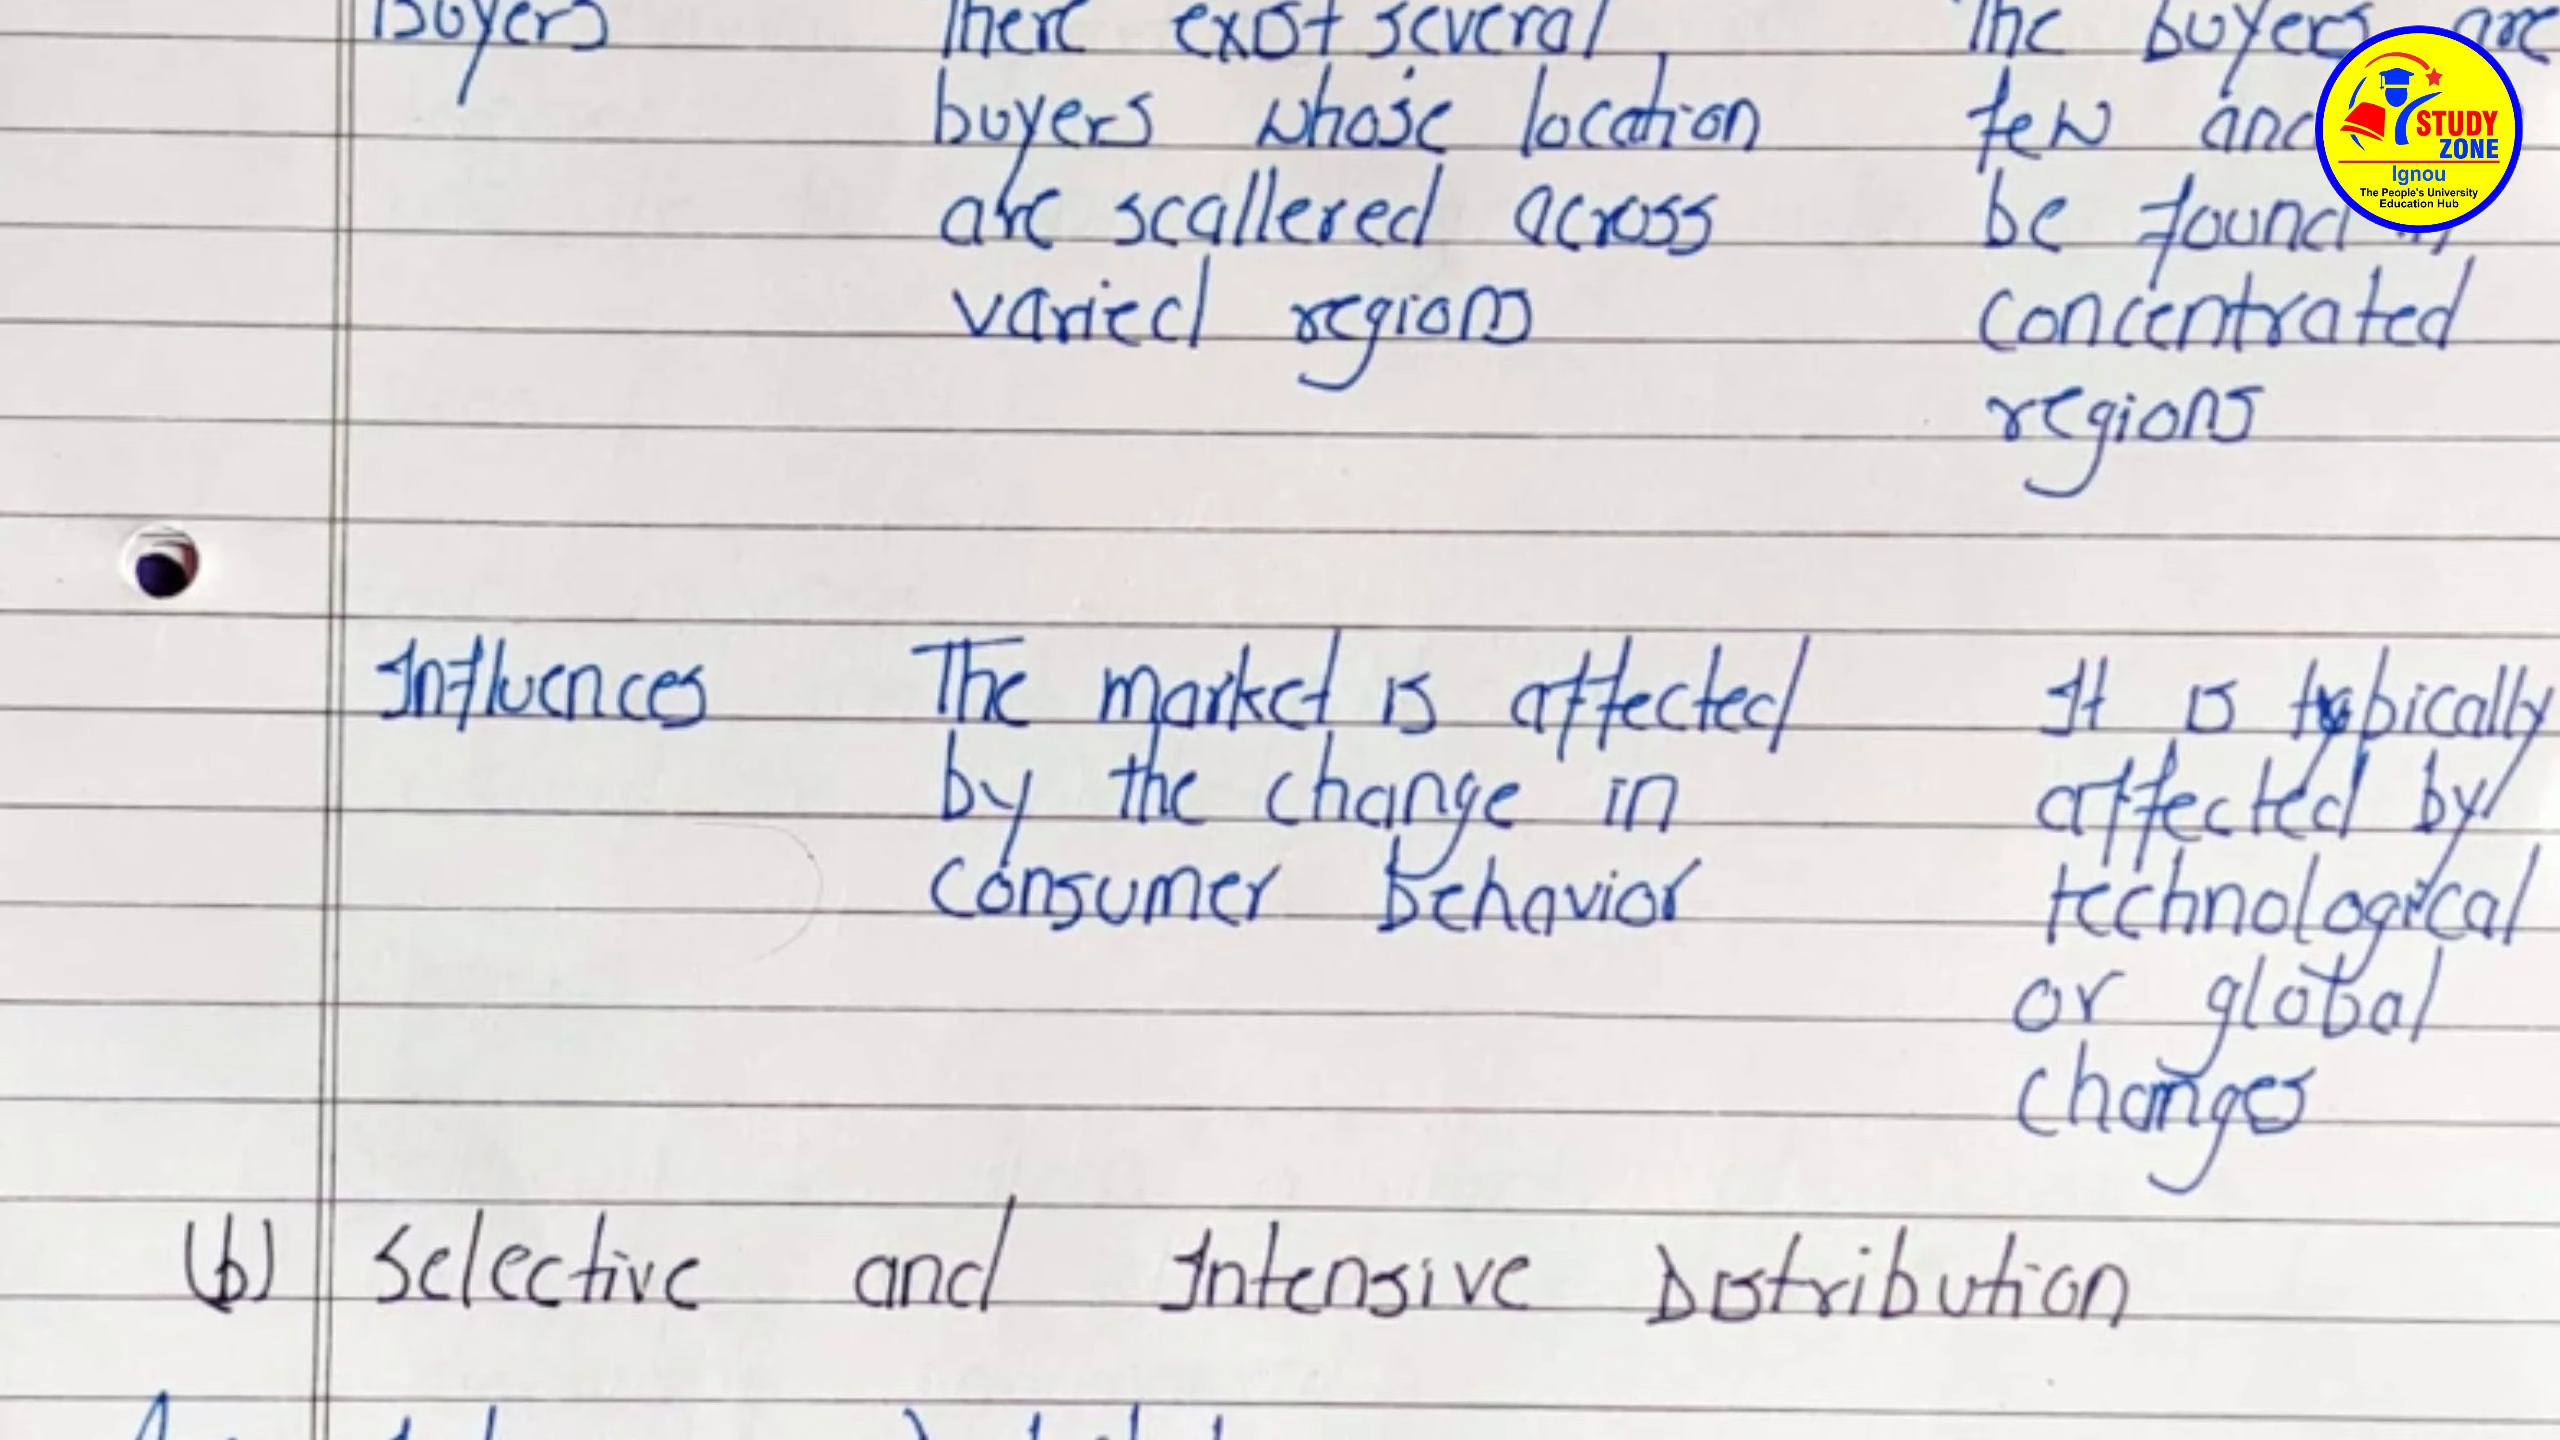 Buyers There exist several The buyers are
buyers whose location few and
are scallered across be found in
varied regions concentrated
regions
Influences The market is affected It is typically
by the change in affected by
consumer Behavior technological
or global
changes
(b) Selective and Intensive Distribution
STUDY
ZONE
Ignou
The People's University
Education Hub